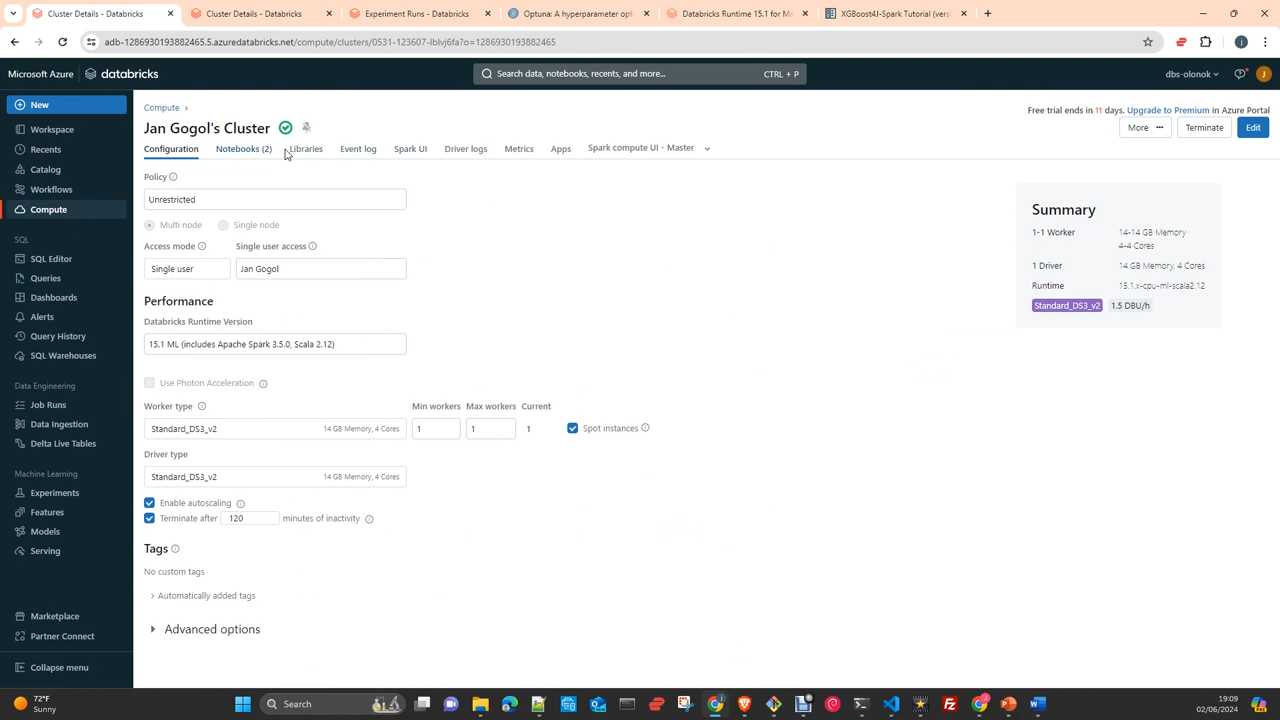 Cluster Details - Databricks
Cluster Details - Databricks
Experiment Runs - Databricks
Optuna: A hyperparameter opti
Databricks Runtime 15.1 for Ma
XGBoost4J-Spark Tutorial (versi
adb-1286930193882465.5.azuredatabricks.net/compute/clusters/0531-123607-lblvj6fa?o=1286930193882465
Microsoft Azure
databricks
Search data, notebooks, recents, and more...
CTRL + P
dbs-olonok
J
New
Workspace
Recents
Catalog
Workflows
Compute
SQL
SQL Editor
Queries
Dashboards
Alerts
Query History
SQL Warehouses
Data Engineering
Job Runs
Data Ingestion
Delta Live Tables
Machine Learning
Experiments
Features
Models
Serving
Marketplace
Partner Connect
Collapse menu
Compute
Free trial ends in 11 days. Upgrade to Premium in Azure Portal
Jan Gogol's Cluster
More
Terminate
Edit
Configuration
Notebooks (2)
Libraries
Event log
Spark UI
Driver logs
Metrics
Apps
Spark compute UI - Master
Policy
Unrestricted
Multi node
Single node
Access mode
Single user access
Single user
Jan Gogol
Performance
Databricks Runtime Version
15.1 ML (includes Apache Spark 3.5.0, Scala 2.12)
Use Photon Acceleration
Worker type
Min workers
Max workers
Current
Standard_DS3_v2
14 GB Memory, 4 Cores
1
1
1
Spot instances
Driver type
Standard_DS3_v2
14 GB Memory, 4 Cores
Enable autoscaling
Terminate after 120 minutes of inactivity
Tags
No custom tags
Automatically added tags
Advanced options
Summary
1-1 Worker
14-14 GB Memory
4-4 Cores
1 Driver
14 GB Memory, 4 Cores
Runtime
15.1.x-cpu-ml-scala2.12
Standard_DS3_v2
1.5 DBU/h
72°F
Sunny
Search
19:09
02/06/2024